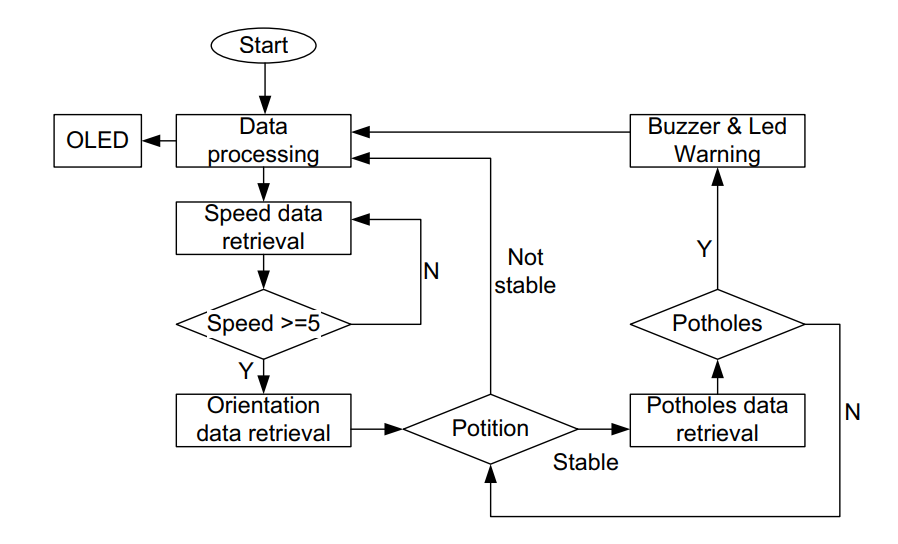 Start
OLED
Data
processing
Buzzer & Led
Warning
Speed data
retrieval
N
Not
stable
Y
Speed >=5
Potholes
Y
Orientation
data retrieval
Potition
Stable
Potholes data
retrieval
N